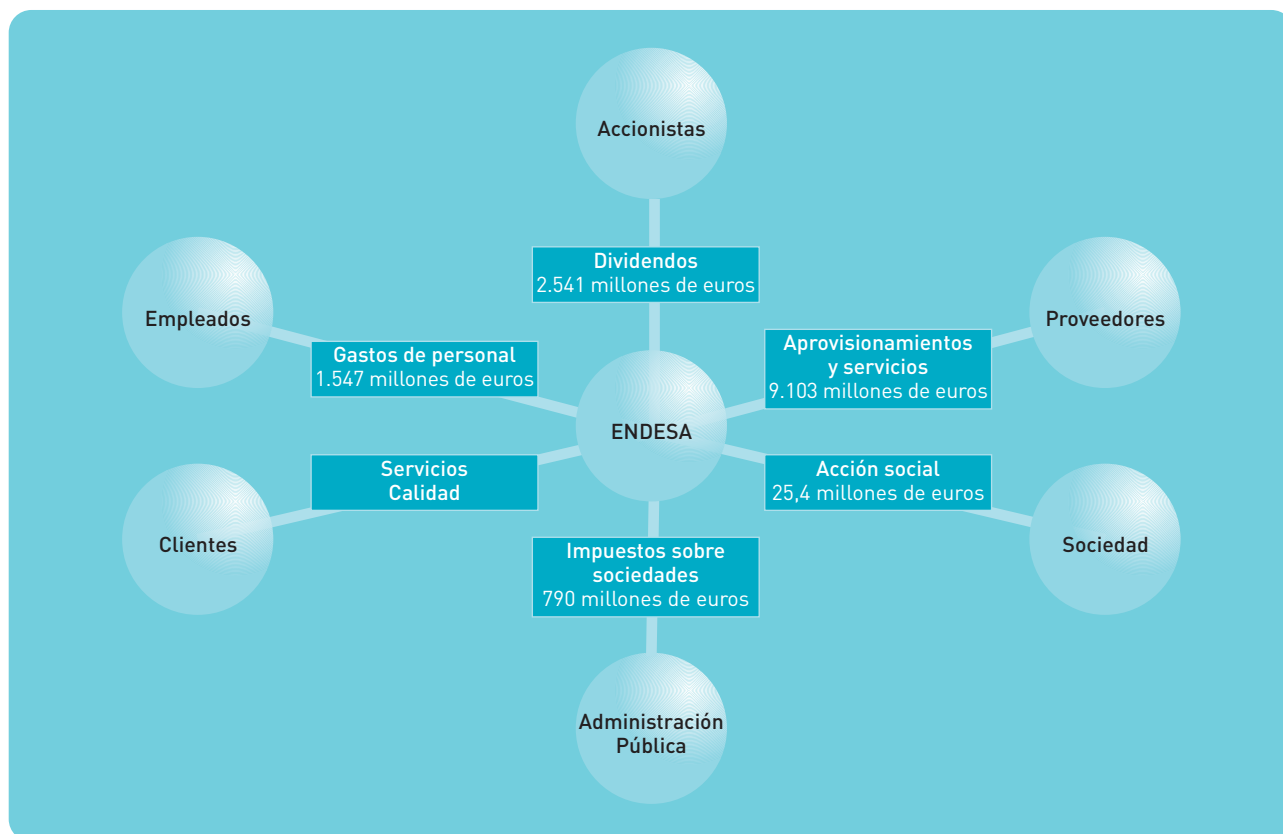 Accionistas
Dividendos
2.541 millones de euros
Empleados
Gastos de personal
1.547 millones de euros
Proveedores
Aprovisionamientos
y servicios
9.103 millones de euros
ENDESA
Servicios
Calidad
Clientes
Acción social
25,4 millones de euros
Sociedad
Impuestos sobre
sociedades
790 millones de euros
Administración
Pública